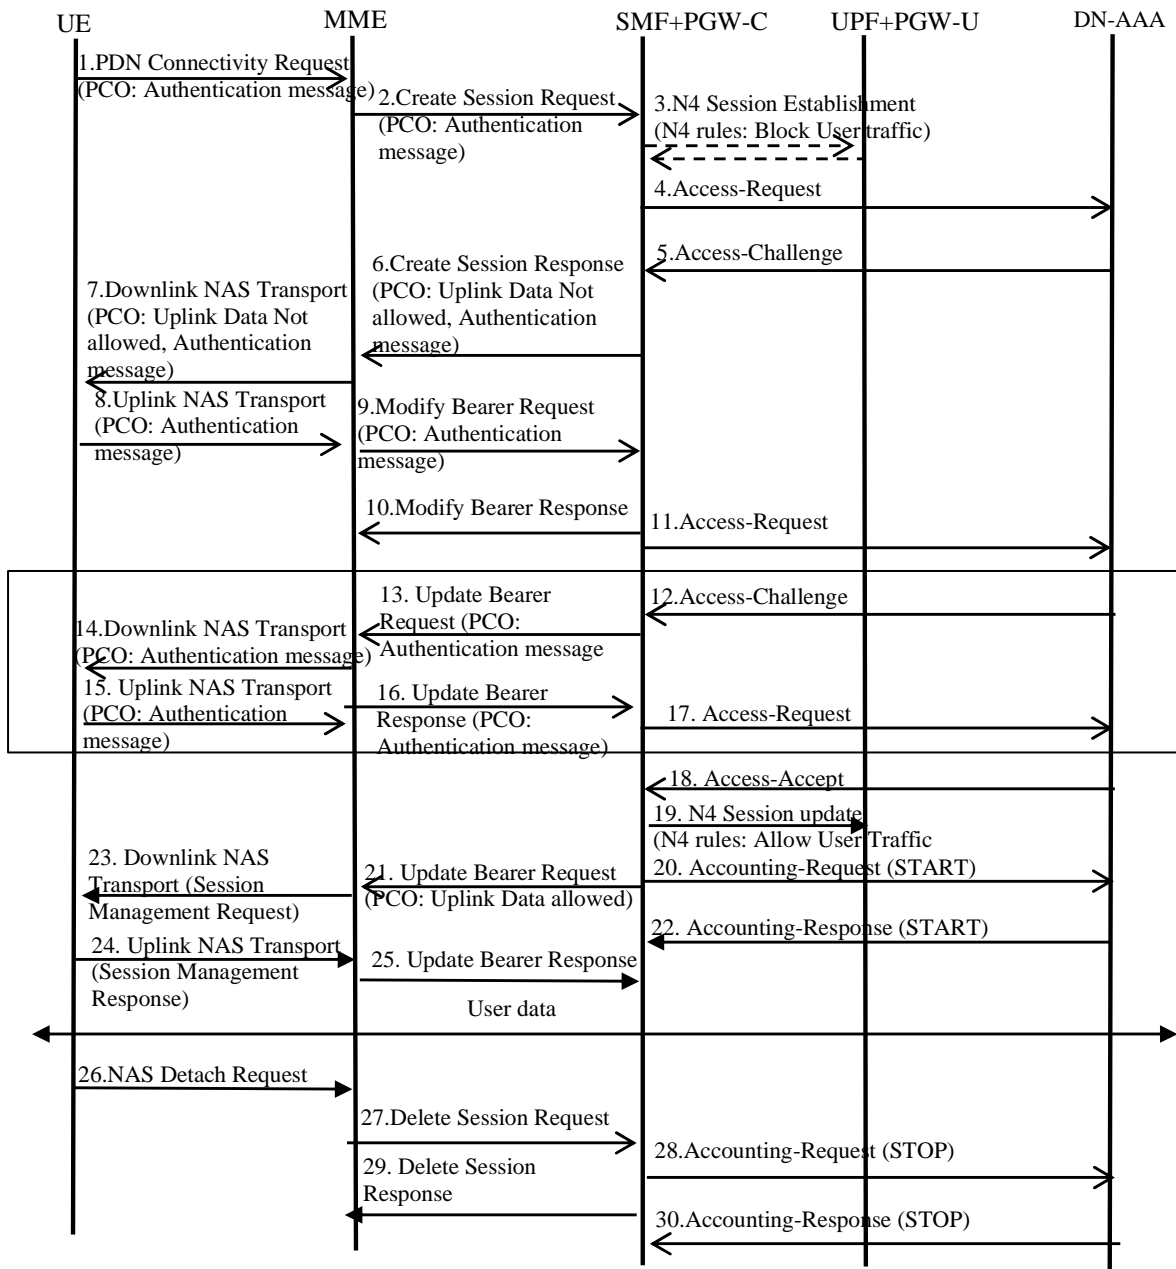 UE
MME
SMF+PGW-C
UPF+PGW-U
DN-AAA
1.PDN Connectivity Request
(PCO: Authentication message)
2.Create Session Request
(PCO: Authentication
message)
3.N4 Session Establishment
(N4 rules: Block User traffic)
4.Access-Request
5.Access-Challenge
6.Create Session Response
(PCO: Uplink Data Not
allowed, Authentication
message)
7.Downlink NAS Transport
(PCO: Uplink Data Not
allowed, Authentication
message)
8.Uplink NAS Transport
(PCO: Authentication
message)
9.Modify Bearer Request
(PCO: Authentication
message)
10.Modify Bearer Response
11.Access-Request
12.Access-Challenge
13. Update Bearer
Request (PCO:
Authentication message
14.Downlink NAS Transport
(PCO: Authentication message)
15. Uplink NAS Transport
(PCO: Authentication
message)
16. Update Bearer
Response (PCO:
Authentication message)
17. Access-Request
18. Access-Accept
19. N4 Session update
(N4 rules: Allow User Traffic
20. Accounting-Request (START)
21. Update Bearer Request
(PCO: Uplink Data allowed)
22. Accounting-Response (START)
23. Downlink NAS
Transport (Session
Management Request)
24. Uplink NAS Transport
(Session Management
Response)
25. Update Bearer Response
User data
26.NAS Detach Request
27.Delete Session Request
28.Accounting-Request (STOP)
29. Delete Session
Response
30.Accounting-Response (STOP)